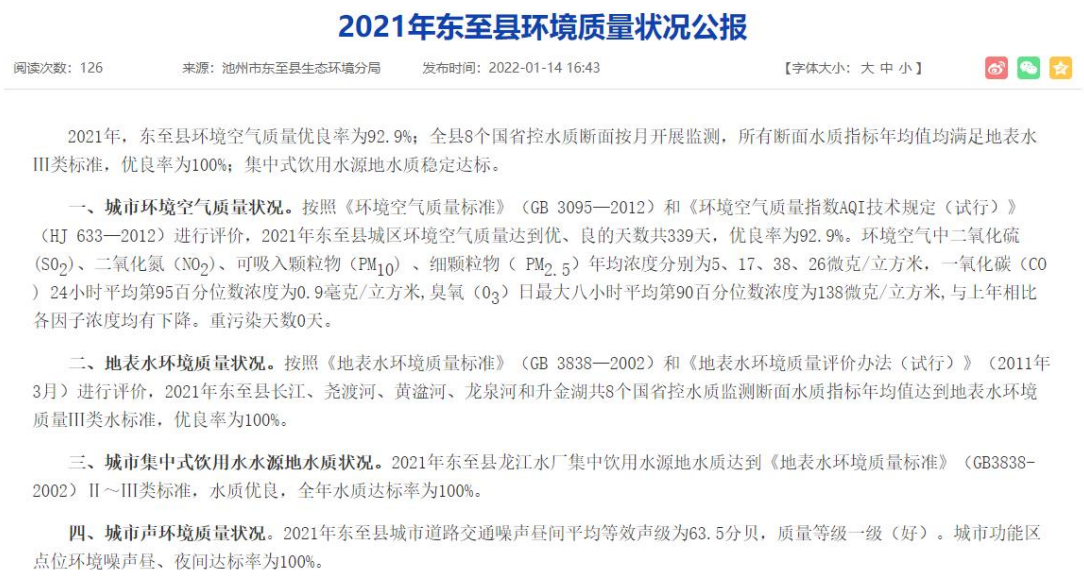 2021年东至县环境质量状况公报
阅读次数：126 来源：池州市东至县生态环境分局 发布时间：2022-01-14 16:43 【字体大小：大 中 小】
2021年，东至县环境空气质量优良率为92.9%；全县8个国省控水质断面按月开展监测，所有断面水质指标年均值均满足地表水
III类标准，优良率为100%；集中式饮用水源地水质稳定达标。
一、城市环境空气质量状况。按照《环境空气质量标准》（GB 3095—2012）和《环境空气质量指数AQI技术规定（试行）》
（HJ 633—2012）进行评价，2021年东至县城区环境空气质量达到优、良的天数共339天，优良率为92.9%。环境空气中二氧化硫
(SO2)、二氧化氮（NO2)、可吸入颗粒物（PM10）、细颗粒物（ PM2.5）年均浓度分别为5、17、38、26微克/立方米，一氧化碳（CO
）24小时平均第95百分位数浓度为0.9毫克/立方米,臭氧（O3）日最大八小时平均第90百分位数浓度为138微克/立方米,与上年相比
各因子浓度均有下降。重污染天数0天。
二、地表水环境质量状况。按照《地表水环境质量标准》（GB 3838—2002）和《地表水环境质量评价办法（试行）》（2011年
3月）进行评价，2021年东至县长江、尧渡河、黄湓河、龙泉河和升金湖共8个国省控水质监测断面水质指标年均值达到地表水环境
质量III类水标准，优良率为100%。
三、城市集中式饮用水水源地水质状况。2021年东至县龙江水厂集中饮用水源地水质达到《地表水环境质量标准》（GB3838-
2002）II～III类标准，水质优良，全年水质达标率为100%。
四、城市声环境质量状况。2021年东至县城市道路交通噪声昼间平均等效声级为63.5分贝，质量等级一级（好）。城市功能区
点位环境噪声昼、夜间达标率为100%。